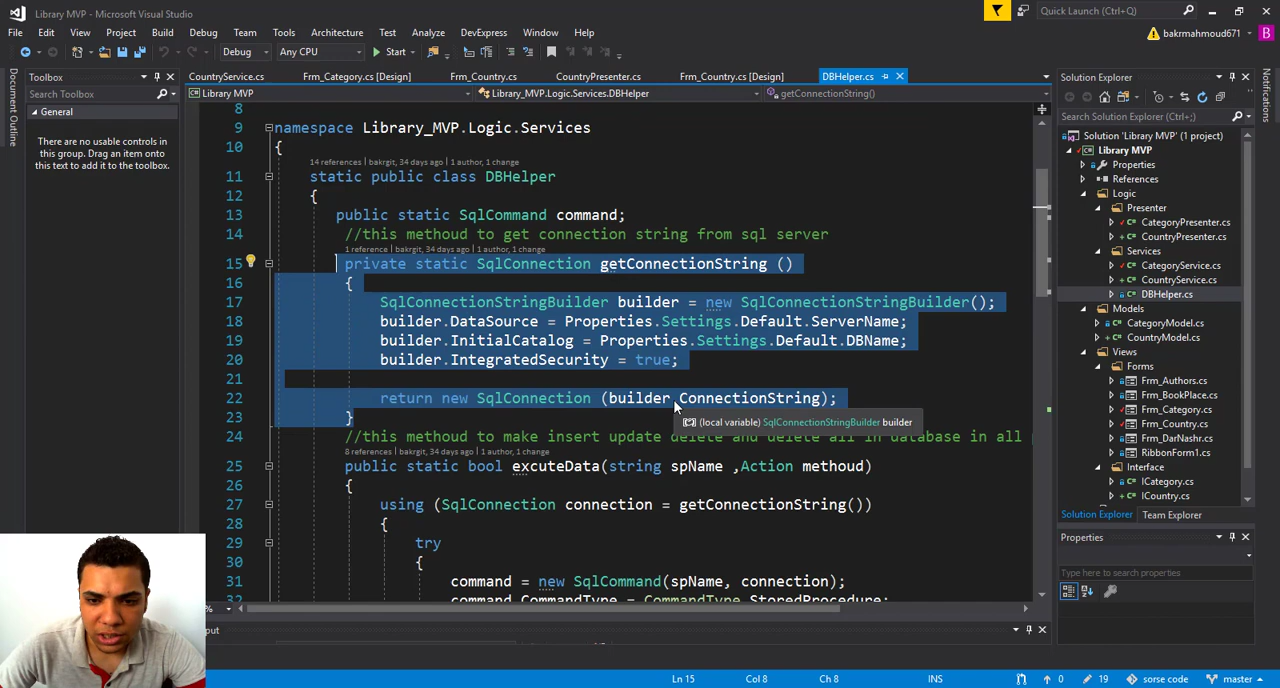 Library MVP - Microsoft Visual Studio
Quick Launch (Ctrl+Q)
File Edit View Project Build Debug Team Tools Architecture Test Analyze DevExpress Window Help
bakrmahmoud671 B
Debug Any CPU Start
Document Outline
Toolbox
Search Toolbox
General
There are no usable controls in
this group. Drag an item onto
this text to add it to the toolbox.
CountryService.cs Frm_Category.cs [Design] Frm_Country.cs CountryPresenter.cs Frm_Country.cs [Design] DBHelper.cs
Library MVP Library_MVP.Logic.Services.DBHelper getConnectionString()
8
9 namespace Library_MVP.Logic.Services
10 {
14 references | bakrgit, 34 days ago | 1 author, 1 change
11 static public class DBHelper
12 {
13 public static SqlCommand command;
14 //this methoud to get connection string from sql server
1 reference | bakrgit, 34 days ago | 1 author, 1 change
15 private static SqlConnection getConnectionString ()
16 {
17 SqlConnectionStringBuilder builder = new SqlConnectionStringBuilder();
18 builder.DataSource = Properties.Settings.Default.ServerName;
19 builder.InitialCatalog = Properties.Settings.Default.DBName;
20 builder.IntegratedSecurity = true;
21
22 return new SqlConnection (builder.ConnectionString);
23 }
(local variable) SqlConnectionStringBuilder builder
24 //this methoud to make insert update delete and delete all in database in all
8 references | bakrgit, 34 days ago | 1 author, 1 change
25 public static bool excuteData(string spName ,Action methoud)
26 {
27 using (SqlConnection connection = getConnectionString())
28 {
29 try
30 {
31 command = new SqlCommand(spName, connection);
32 command.CommandType = CommandType.StoredProcedure;
%
Solution Explorer
Search Solution Explorer (Ctrl+;)
Solution 'Library MVP' (1 project)
Library MVP
Properties
References
Logic
Presenter
CategoryPresenter.cs
CountryPresenter.cs
Services
CategoryService.cs
CountryService.cs
DBHelper.cs
Models
CategoryModel.cs
CountryModel.cs
Views
Forms
Frm_Authors.cs
Frm_BookPlace.cs
Frm_Category.cs
Frm_Country.cs
Frm_DarNashr.cs
RibbonForm1.cs
Interface
ICategory.cs
ICountry.cs
Solution Explorer Team Explorer
Properties
Type here to search properties
Notifications
Ln 15 Col 8 Ch 8 INS 0 19 sorse code master